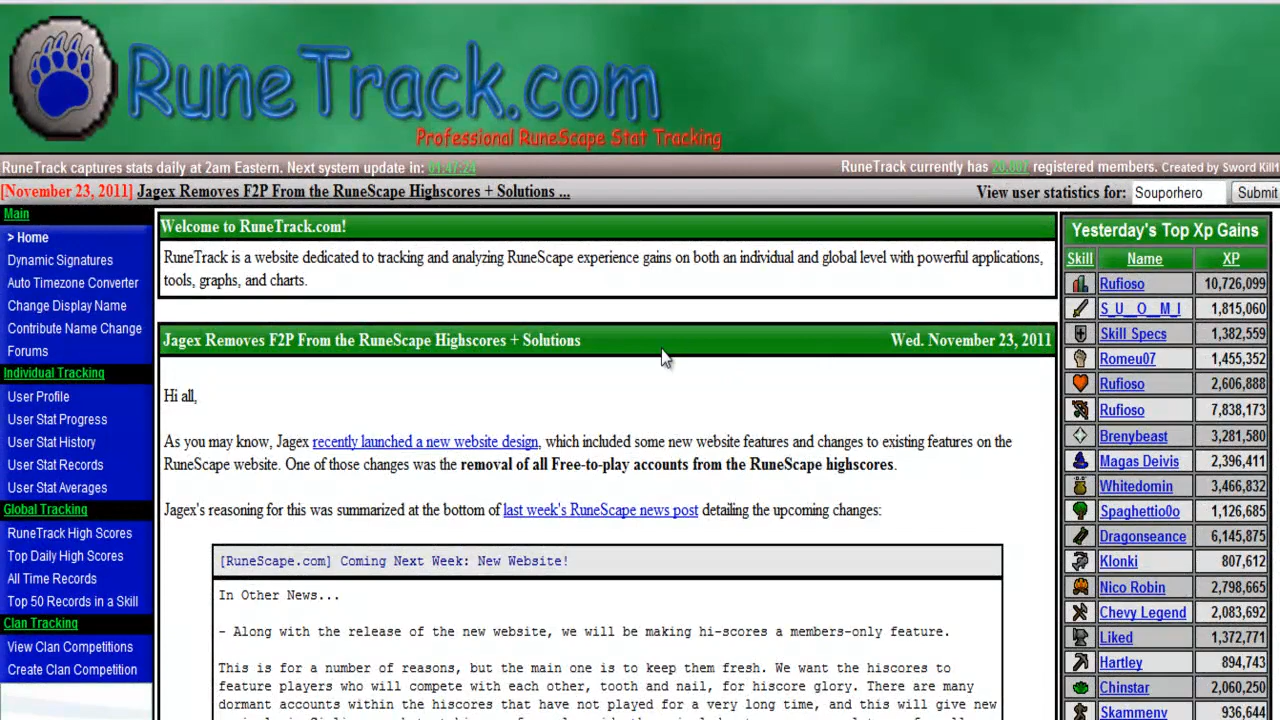 RuneTrack.com
Professional RuneScape Stat Tracking
RuneTrack captures stats daily at 2am Eastern. Next system update in: 01:47:24
RuneTrack currently has 20,007 registered members. Created by Sword Kill1
[November 23, 2011] Jagex Removes F2P From the RuneScape Highscores + Solutions ...
View user statistics for: Souporhero Submit
Main
> Home
Dynamic Signatures
Auto Timezone Converter
Change Display Name
Contribute Name Change
Forums
Individual Tracking
User Profile
User Stat Progress
User Stat History
User Stat Records
User Stat Averages
Global Tracking
RuneTrack High Scores
Top Daily High Scores
All Time Records
Top 50 Records in a Skill
Clan Tracking
View Clan Competitions
Create Clan Competition
Welcome to RuneTrack.com!
RuneTrack is a website dedicated to tracking and analyzing RuneScape experience gains on both an individual and global level with powerful applications,
tools, graphs, and charts.
Jagex Removes F2P From the RuneScape Highscores + Solutions Wed. November 23, 2011
Hi all,
As you may know, Jagex recently launched a new website design, which included some new website features and changes to existing features on the
RuneScape website. One of those changes was the removal of all Free-to-play accounts from the RuneScape highscores.
Jagex's reasoning for this was summarized at the bottom of last week's RuneScape news post detailing the upcoming changes:
[RuneScape.com] Coming Next Week: New Website!
In Other News...
- Along with the release of the new website, we will be making hi-scores a members-only feature.
This is for a number of reasons, but the main one is to keep them fresh. We want the hiscores to
feature players who will compete with each other, tooth and nail, for hiscore glory. There are many
dormant accounts within the hiscores that have not played for a very long time, and this will give new
Yesterday's Top Xp Gains
Skill Name XP
Rufioso 10,726,099
S_U__O__M_I 1,815,060
Skill Specs 1,382,559
Romeu07 1,455,352
Rufioso 2,606,888
Rufioso 7,838,173
Brenybeast 3,281,580
Magas Deivis 2,396,411
Whitedomin 3,466,832
Spaghettio0o 1,126,685
Dragonseance 6,145,875
Klonki 807,612
Nico Robin 2,798,665
Chevy Legend 2,083,692
Liked 1,372,771
Hartley 894,743
Chinstar 2,060,250
Skammenv 936,644